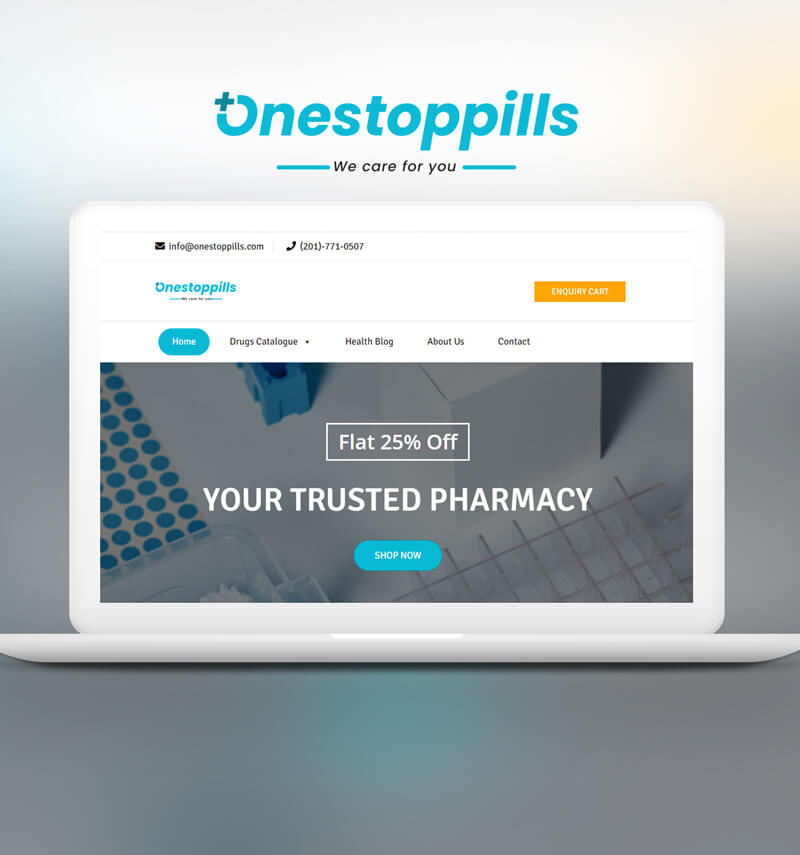 Onestoppills
We care for you
info@onestoppills.com (201)-771-0507
Onestoppills
We care for you
ENQUIRY CART
Home Drugs Catalogue Health Blog About Us Contact
Flat 25% Off
YOUR TRUSTED PHARMACY
SHOP NOW